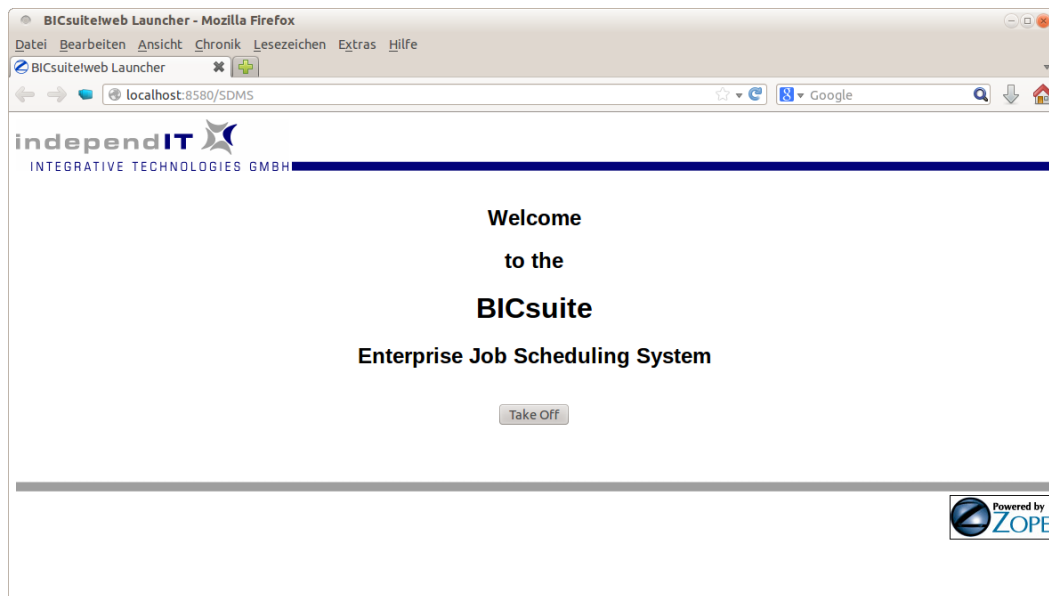 BICsuite!web Launcher - Mozilla Firefox
Datei Bearbeiten Ansicht Chronik Lesezeichen Extras Hilfe
BICsuite!web Launcher
localhost:8580/SDMS
Google
independIT
INTEGRATIVE TECHNOLOGIES GMBH
Welcome
to the
BICsuite
Enterprise Job Scheduling System
Take Off
Powered by
ZOPE